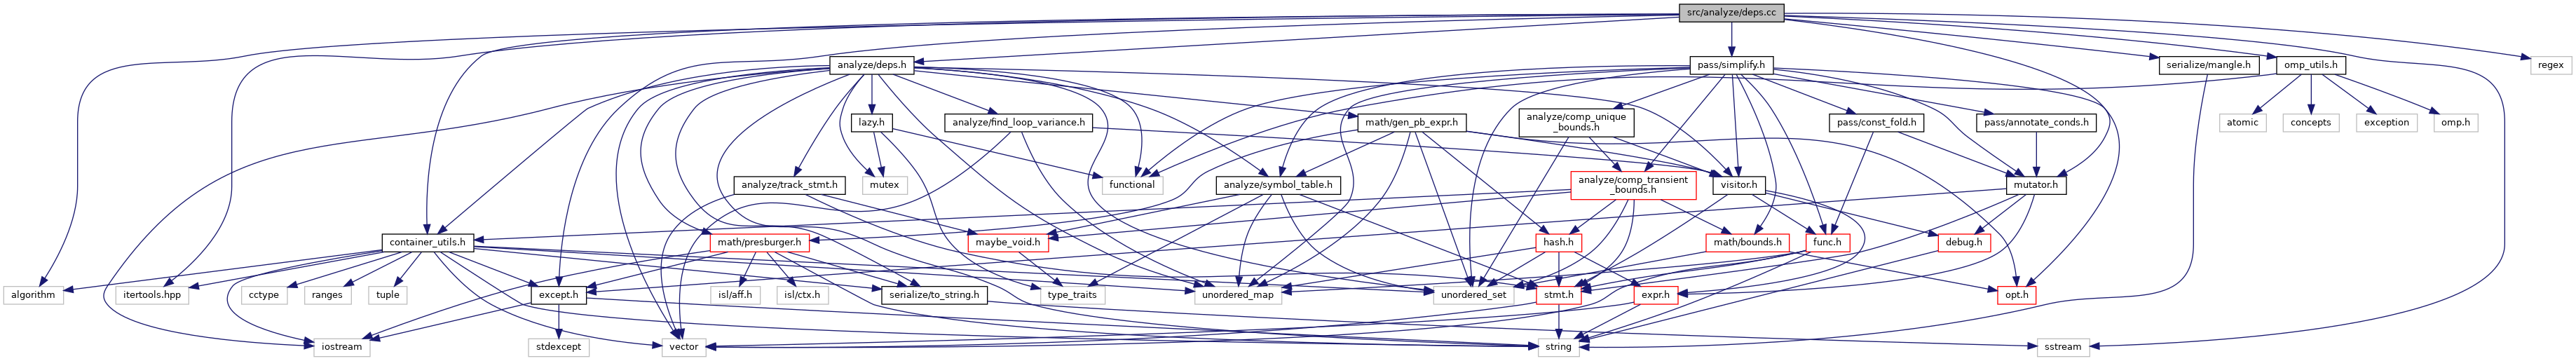 src/analyze/deps.cc
analyze/deps.h
pass/simplify.h
serialize/mangle.h
omp_utils.h
regex
lazy.h
analyze/find_loop_variance.h
math/gen_pb_expr.h
analyze/comp_unique
_bounds.h
pass/const_fold.h
pass/annotate_conds.h
atomic
concepts
exception
omp.h
analyze/track_stmt.h
mutex
functional
analyze/symbol_table.h
analyze/comp_transient
_bounds.h
visitor.h
mutator.h
container_utils.h
math/presburger.h
maybe_void.h
hash.h
math/bounds.h
func.h
debug.h
algorithm
itertools.hpp
cctype
ranges
tuple
except.h
isl/aff.h
isl/ctx.h
serialize/to_string.h
type_traits
unordered_map
unordered_set
stmt.h
expr.h
opt.h
iostream
stdexcept
vector
string
sstream